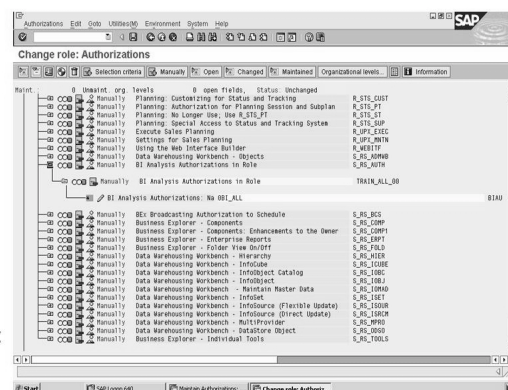 Authorizations Edit Goto Utilities(M) Environment System Help
SAP
Change role: Authorizations
Selection criteria Manually Open Changed Maintained Organizational levels... Information
Maint.: 0 Unmaint. org. levels 0 open fields, Status: Unchanged
Manually Planning: Customizing for Status and Tracking R_STS_CUST
Manually Planning: Authorization for Planning Session and Subplan R_STS_PT
Manually Planning: No Longer Use; Use R_STS_PT R_STS_ST
Manually Planning: Special Access to Status and Tracking System R_STS_SUP
Manually Execute Sales Planning R_UPX_EXEC
Manually Settings for Sales Planning R_UPX_MNTN
Manually Using the Web Interface Builder R_WEBITF
Manually Data Warehousing Workbench - Objects S_RS_ADMWB
Manually BI Analysis Authorizations in Role S_RS_AUTH
Manually BI Analysis Authorizations in Role TRAIN_ALL_00
BI Analysis Authorizations: Na 0BI_ALL BIAU
Manually BEx Broadcasting Authorization to Schedule S_RS_BCS
Manually Business Explorer - Components S_RS_COMP
Manually Business Explorer - Components: Enhancements to the Owner S_RS_COMP1
Manually Business Explorer - Enterprise Reports S_RS_ERPT
Manually Business Explorer - Folder View On/Off S_RS_FOLD
Manually Data Warehousing Workbench - Hierarchy S_RS_HIER
Manually Data Warehousing Workbench - InfoCube S_RS_ICUBE
Manually Data Warehousing Workbench - InfoObject Catalog S_RS_IOBC
Manually Data Warehousing Workbench - InfoObject S_RS_IOBJ
Manually Data Warehousing Workbench - Maintain Master Data S_RS_IOMAD
Manually Data Warehousing Workbench - InfoSet S_RS_ISET
Manually Data Warehousing Workbench - InfoSource (Flexible Update) S_RS_ISOUR
Manually Data Warehousing Workbench - InfoSource (Direct Update) S_RS_ISRCM
Manually Data Warehousing Workbench - MultiProvider S_RS_MPRO
Manually Data Warehousing Workbench - DataStore Object S_RS_ODSO
Manually Business Explorer - Individual Tools S_RS_TOOLS
Start SAP Logon 640 Maintain Authorizations: Change role: Authoriz...